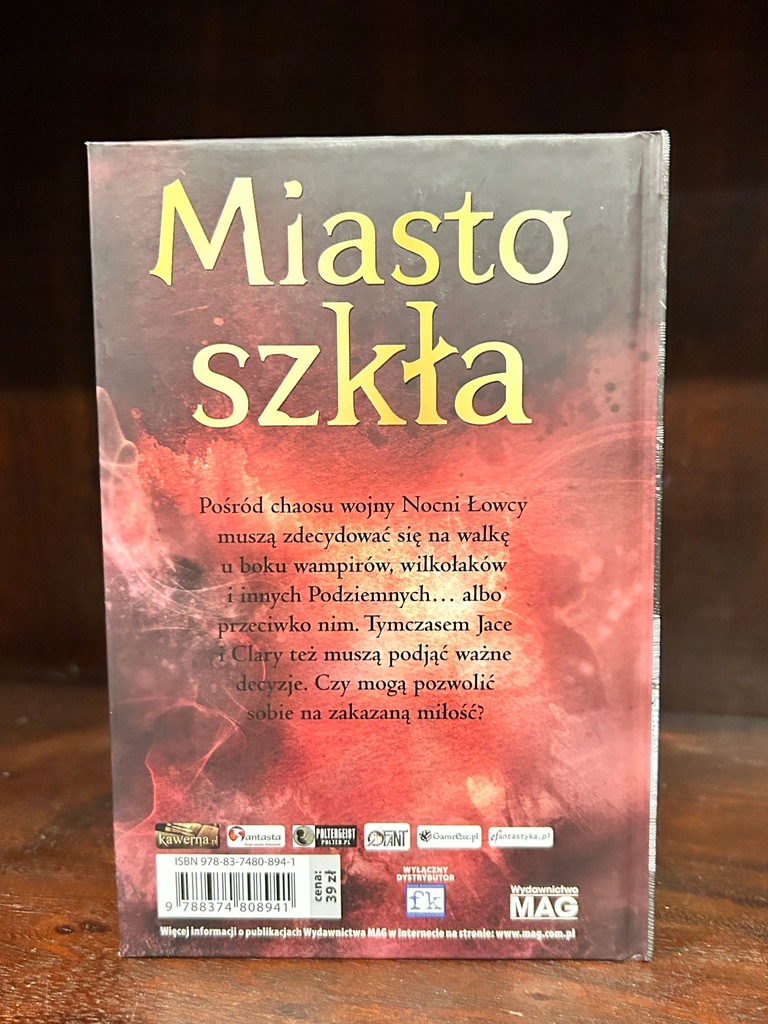 Miasto
szkła
Pośród chaosu wojny Nocni Łowcy
muszą zdecydować się na walkę
u boku wampirów, wilkołaków
i innych Podziemnych... albo
przeciwko nim. Tymczasem Jace
i Clary też muszą podjąć ważne
decyzje. Czy mogą pozwolić
sobie na zakazaną miłość?
kawerna.pl fantasta POLTERGEIST POLTER.PL GameExe.pl efantastyka.pl
ISBN 978-83-7480-894-1
9 788374 808941
cena:
39 zł
WYŁĄCZNY
DYSTRYBUTOR
fk
Wydawnictwo
MAG
Więcej informacji o publikacjach Wydawnictwa MAG w Internecie na stronie: www.mag.com.pl